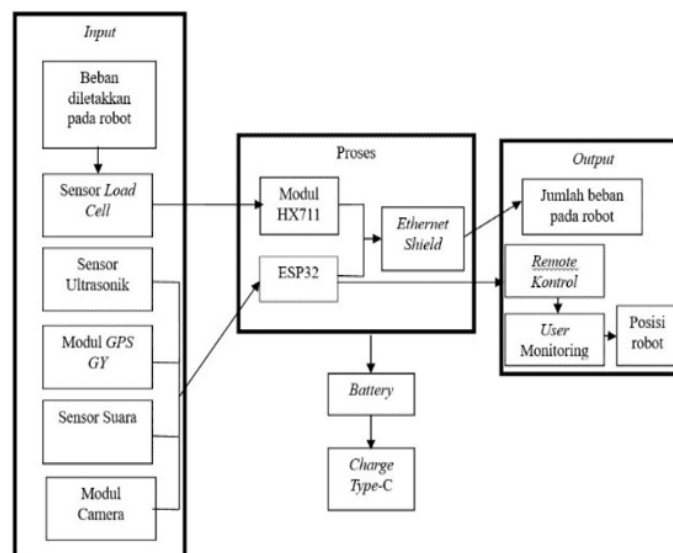 Input
Beban
diletakkan
pada robot
Sensor Load
Cell
Sensor
Ultrasonik
Modul GPS
GY
Sensor Suara
Modul
Camera
Proses
Modul
HX711
ESP32
Ethernet
Shield
Battery
Charge
Type-C
Output
Jumlah beban
pada robot
Remote
Kontrol
User
Monitoring
Posisi
robot